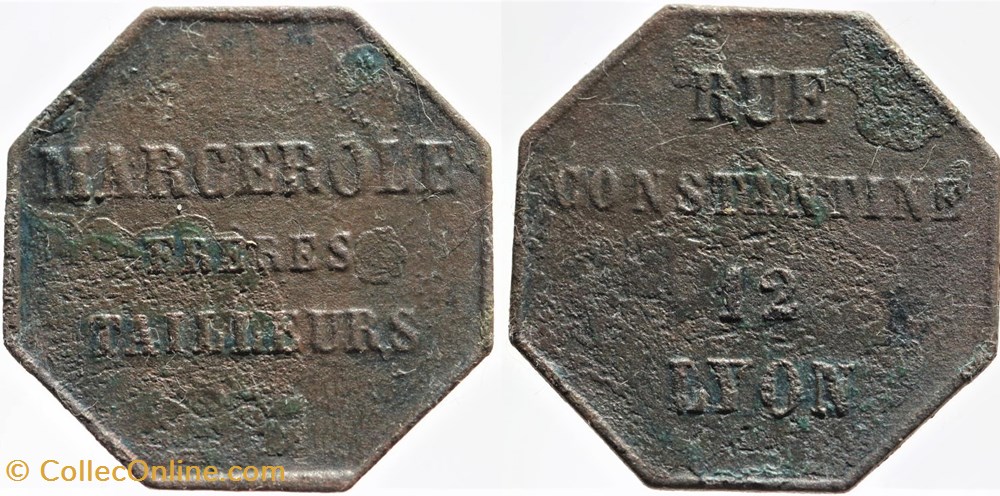 MARCEROLE
FRERES
TAILLEURS
RUE
CONSTANTINE
12
LYON
© CollecOnline.com